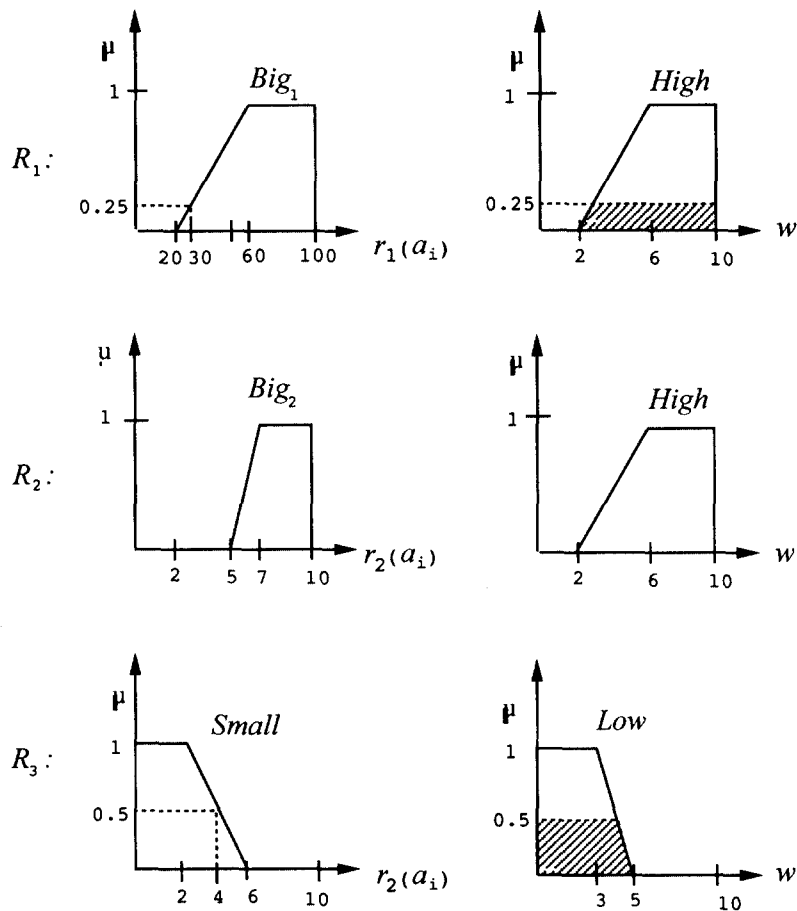 μ
Big₁
1
R₁:
0.25
20 30 60 100
r₁(aᵢ)
μ
High
1
0.25
2 6 10
w
μ
Big₂
1
R₂:
2 5 7 10
r₂(aᵢ)
μ
High
1
2 6 10
w
μ
Small
1
R₃:
0.5
2 4 6 10
r₂(aᵢ)
μ
Low
1
0.5
3 5 10
w